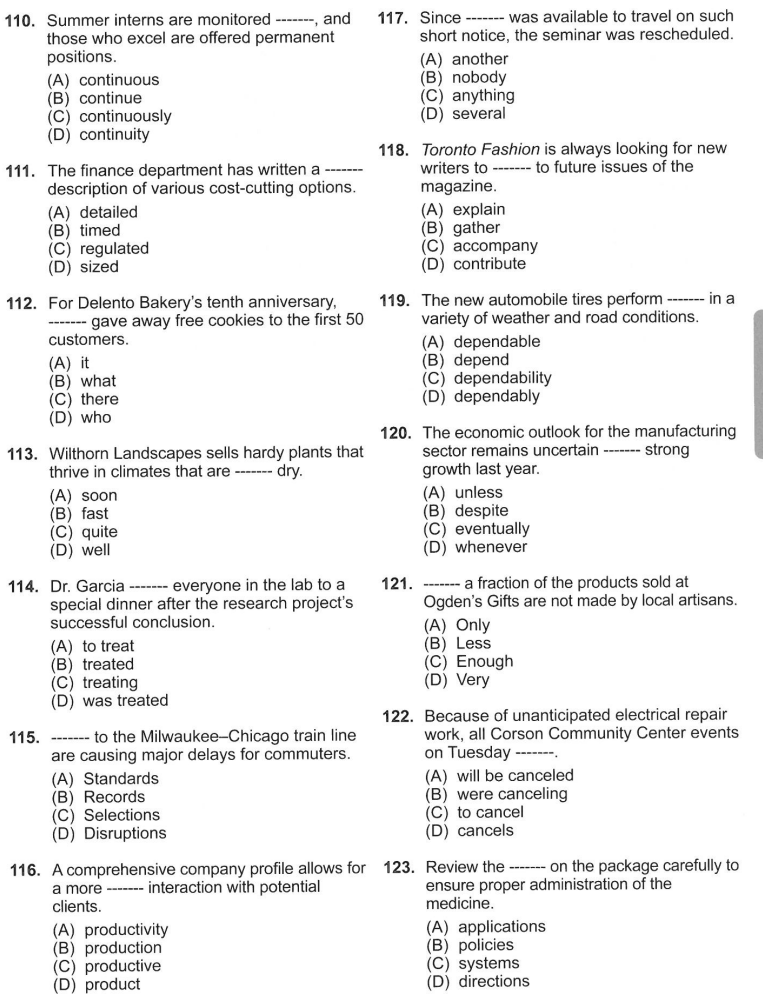 110. Summer interns are monitored -------, and
those who excel are offered permanent
positions.
(A) continuous
(B) continue
(C) continuously
(D) continuity
111. The finance department has written a -------
description of various cost-cutting options.
(A) detailed
(B) timed
(C) regulated
(D) sized
112. For Delento Bakery's tenth anniversary,
------- gave away free cookies to the first 50
customers.
(A) it
(B) what
(C) there
(D) who
113. Wilthorn Landscapes sells hardy plants that
thrive in climates that are ------- dry.
(A) soon
(B) fast
(C) quite
(D) well
114. Dr. Garcia ------- everyone in the lab to a
special dinner after the research project's
successful conclusion.
(A) to treat
(B) treated
(C) treating
(D) was treated
115. ------- to the Milwaukee–Chicago train line
are causing major delays for commuters.
(A) Standards
(B) Records
(C) Selections
(D) Disruptions
116. A comprehensive company profile allows for
a more ------- interaction with potential
clients.
(A) productivity
(B) production
(C) productive
(D) product
117. Since ------- was available to travel on such
short notice, the seminar was rescheduled.
(A) another
(B) nobody
(C) anything
(D) several
118. Toronto Fashion is always looking for new
writers to ------- to future issues of the
magazine.
(A) explain
(B) gather
(C) accompany
(D) contribute
119. The new automobile tires perform ------- in a
variety of weather and road conditions.
(A) dependable
(B) depend
(C) dependability
(D) dependably
120. The economic outlook for the manufacturing
sector remains uncertain ------- strong
growth last year.
(A) unless
(B) despite
(C) eventually
(D) whenever
121. ------- a fraction of the products sold at
Ogden's Gifts are not made by local artisans.
(A) Only
(B) Less
(C) Enough
(D) Very
122. Because of unanticipated electrical repair
work, all Corson Community Center events
on Tuesday -------.
(A) will be canceled
(B) were canceling
(C) to cancel
(D) cancels
123. Review the ------- on the package carefully to
ensure proper administration of the
medicine.
(A) applications
(B) policies
(C) systems
(D) directions